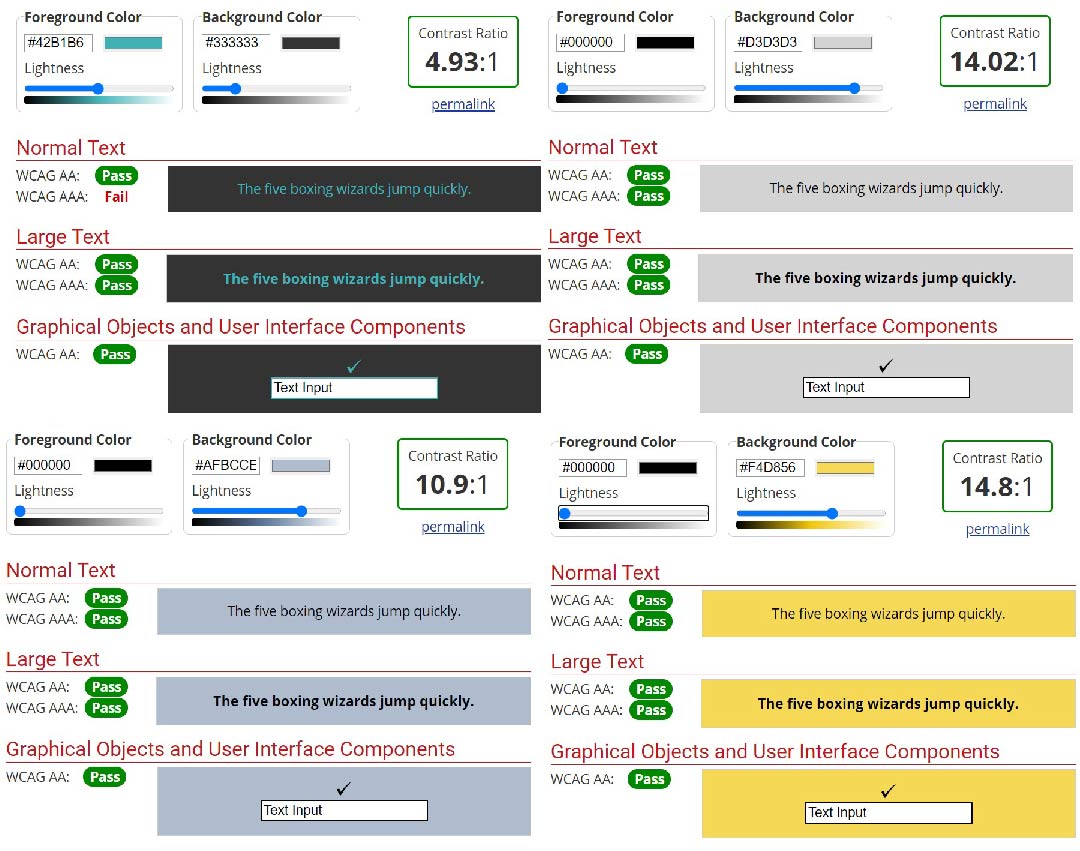 Foreground Color
Background Color
#42B1B6
#333333
Lightness
Lightness
Contrast Ratio
4.93:1
permalink
Normal Text
WCAG AA: Pass
WCAG AAA: Fail
The five boxing wizards jump quickly.
Large Text
WCAG AA: Pass
WCAG AAA: Pass
The five boxing wizards jump quickly.
Graphical Objects and User Interface Components
WCAG AA: Pass
✓
Text Input
Foreground Color
Background Color
#000000
#D3D3D3
Lightness
Lightness
Contrast Ratio
14.02:1
permalink
Normal Text
WCAG AA: Pass
WCAG AAA: Pass
The five boxing wizards jump quickly.
Large Text
WCAG AA: Pass
WCAG AAA: Pass
The five boxing wizards jump quickly.
Graphical Objects and User Interface Components
WCAG AA: Pass
✓
Text Input
Foreground Color
Background Color
#000000
#AFBCCE
Lightness
Lightness
Contrast Ratio
10.9:1
permalink
Normal Text
WCAG AA: Pass
WCAG AAA: Pass
The five boxing wizards jump quickly.
Large Text
WCAG AA: Pass
WCAG AAA: Pass
The five boxing wizards jump quickly.
Graphical Objects and User Interface Components
WCAG AA: Pass
✓
Text Input
Foreground Color
Background Color
#000000
#F4D856
Lightness
Lightness
Contrast Ratio
14.8:1
permalink
Normal Text
WCAG AA: Pass
WCAG AAA: Pass
The five boxing wizards jump quickly.
Large Text
WCAG AA: Pass
WCAG AAA: Pass
The five boxing wizards jump quickly.
Graphical Objects and User Interface Components
WCAG AA: Pass
✓
Text Input